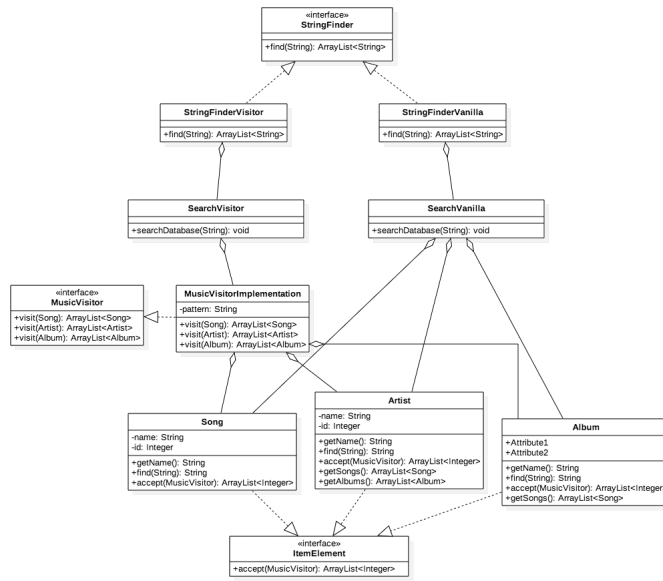 «interface»
StringFinder
+find(String): ArrayList<String>
StringFinderVisitor
+find(String): ArrayList<String>
StringFinderVanilla
+find(String): ArrayList<String>
SearchVisitor
+searchDatabase(String): void
SearchVanilla
+searchDatabase(String): void
«interface»
MusicVisitor
+visit(Song): ArrayList<Song>
+visit(Artist): ArrayList<Artist>
+visit(Album): ArrayList<Album>
MusicVisitorImplementation
-pattern: String
+visit(Song): ArrayList<Song>
+visit(Artist): ArrayList<Artist>
+visit(Album): ArrayList<Album>
Song
-name: String
-id: Integer
+getName(): String
+find(String): String
+accept(MusicVisitor): ArrayList<Integer>
Artist
-name: String
-id: Integer
+getName(): String
+find(String): String
+accept(MusicVisitor): ArrayList<Integer>
+getSongs(): ArrayList<Song>
+getAlbums(): ArrayList<Album>
Album
+Attribute1
+Attribute2
+getName(): String
+find(String): String
+accept(MusicVisitor): ArrayList<Integer
+getSongs(): ArrayList<Song>
«interface»
ItemElement
+accept(MusicVisitor): ArrayList<Integer>